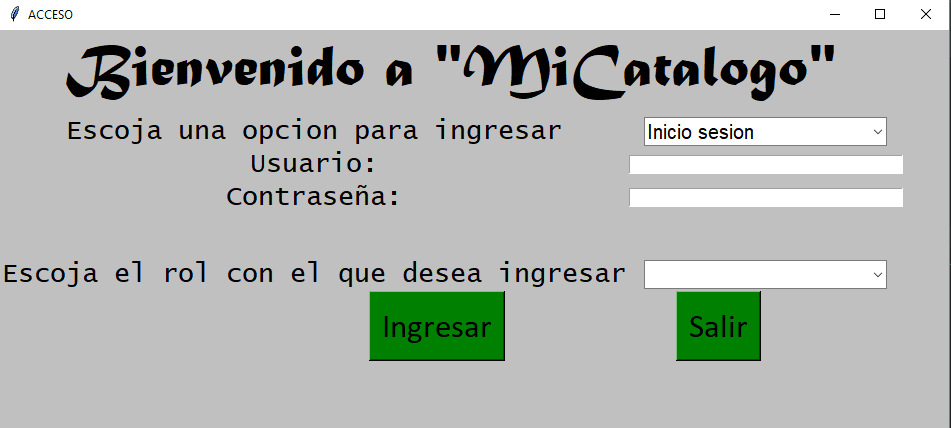 ACCESO
Bienvenido a "MiCatalogo"
Escoja una opcion para ingresar Inicio sesion
Usuario:
Contraseña:
Escoja el rol con el que desea ingresar
Ingresar Salir